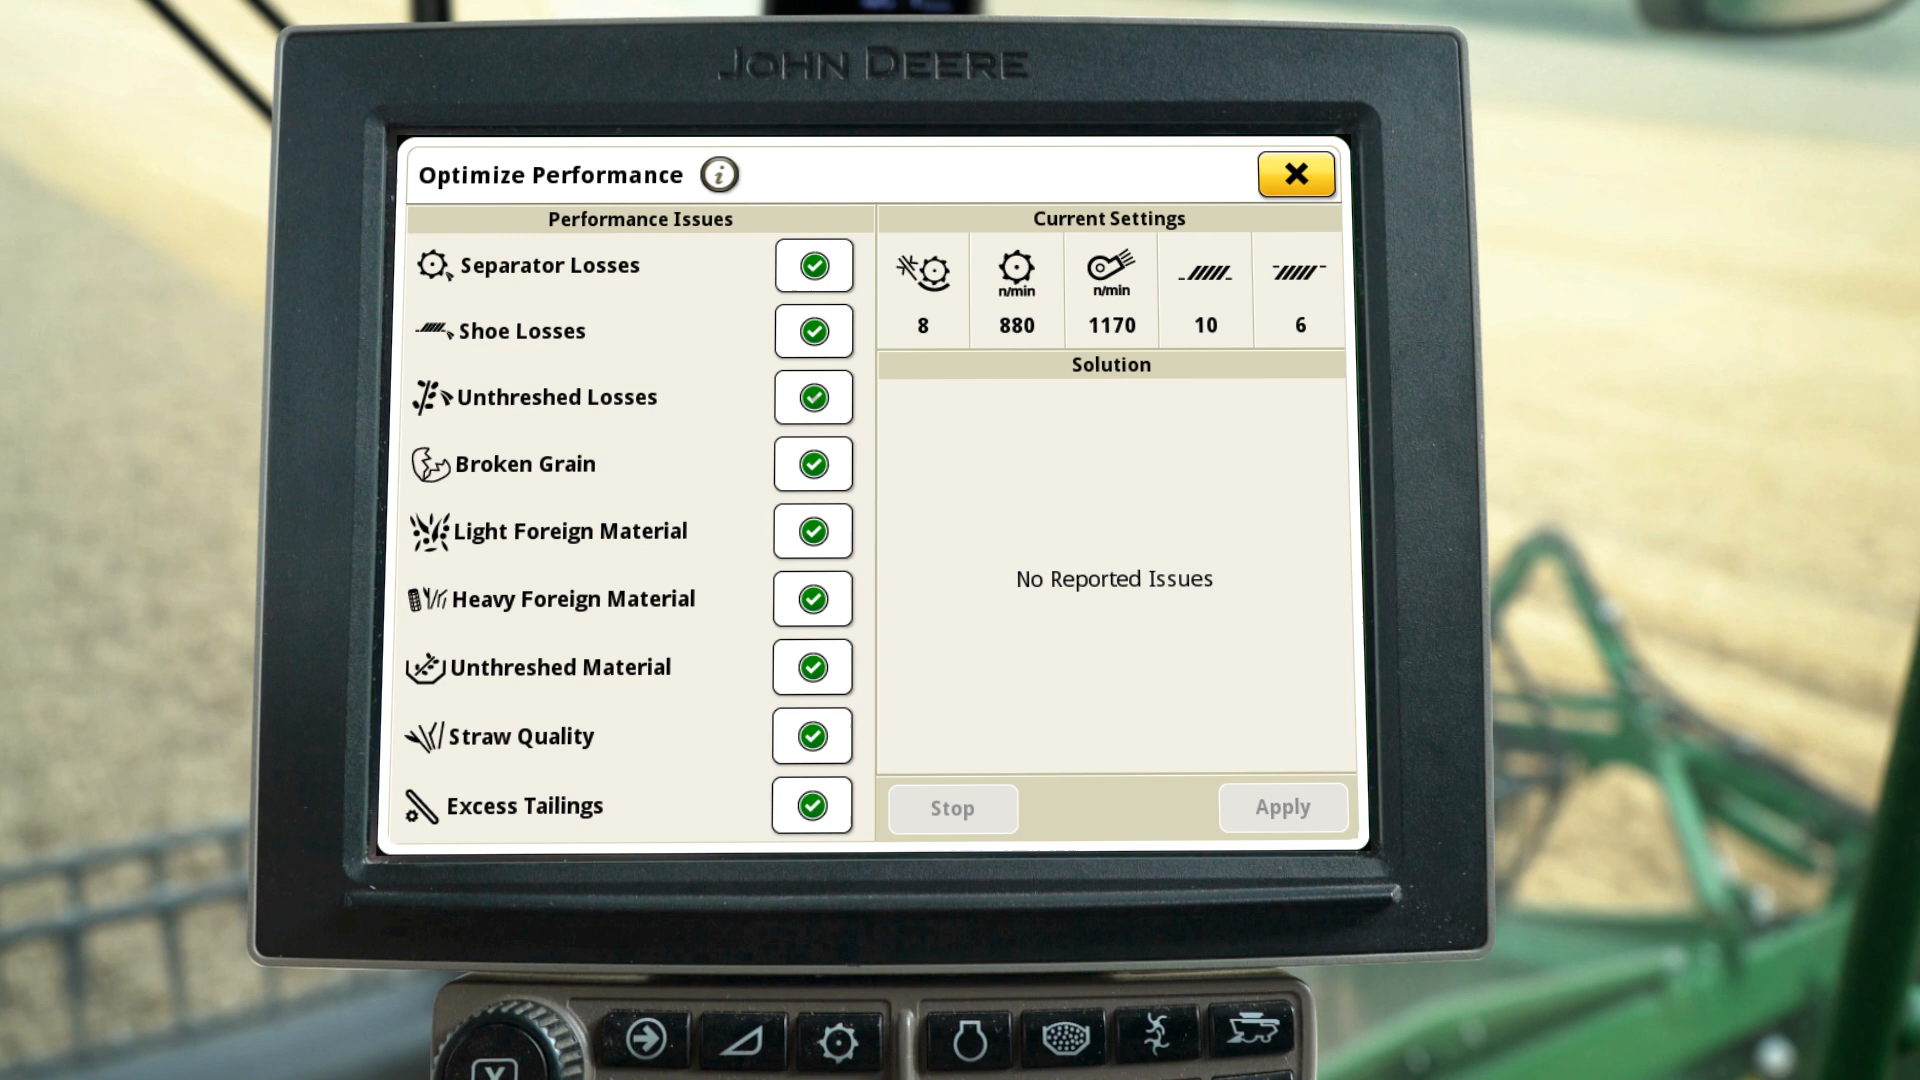 JOHN DEERE
Optimize Performance i
Performance Issues
Separator Losses
Shoe Losses
Unthreshed Losses
Broken Grain
Light Foreign Material
Heavy Foreign Material
Unthreshed Material
Straw Quality
Excess Tailings
Current Settings
n/min n/min
8 880 1170 10 6
Solution
No Reported Issues
Stop Apply